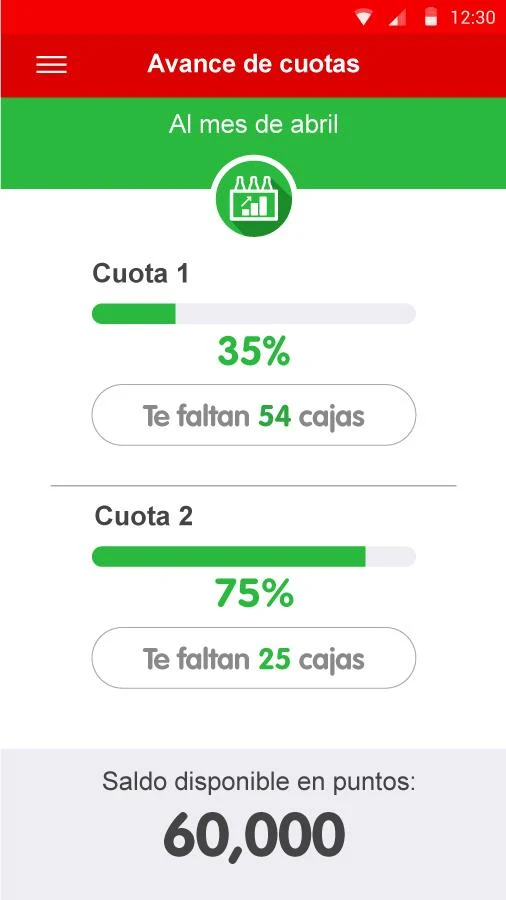 12:30
Avance de cuotas
Al mes de abril
Cuota 1
35%
Te faltan 54 cajas
Cuota 2
75%
Te faltan 25 cajas
Saldo disponible en puntos:
60,000